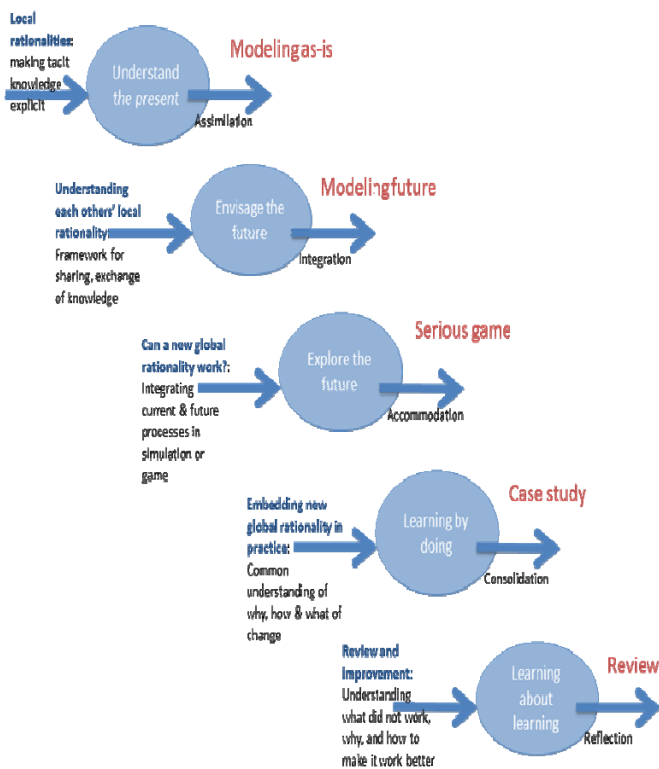 Local
rationalities:
making tacit
knowledge
explicit
Understand
the present
Modeling as-is
Assimilation
Understanding
each others' local
rationality:
Framework for
sharing, exchange
of knowledge
Envisage the
future
Modeling future
Integration
Can a new global
rationality work?:
Integrating
current & future
processes in
simulation or
game
Explore the
future
Serious game
Accommodation
Embedding new
global rationality in
practice:
Common
understanding of
why, how & what of
change
Learning by
doing
Case study
Consolidation
Review and
improvement:
Understanding
what did not work,
why, and how to
make it work better
Learning
about
learning
Review
Reflection